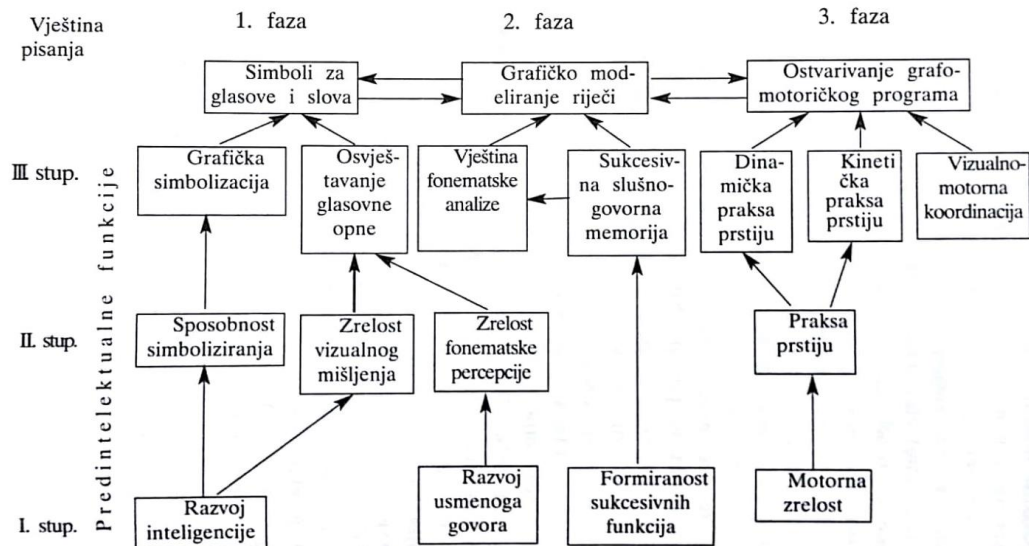 Vještina
pisanja
1. faza
2. faza
3. faza
Simboli za
glasove i slova
Grafičko mod-
eliranje riječi
Ostvarivanje grafo-
motoričkog programa
III. stup.
Grafička
simbolizacija
Osvješ-
tavanje
glasovne
opne
Vještina
fonematske
analize
Sukcesiv-
na slušno-
govorna
memorija
Dina-
mička
praksa
prstiju
Kineti
čka
praksa
prstiju
Vizualno-
motorna
koordinacija
Predintelektualne funkcije
II. stup.
Sposobnost
simboliziranja
Zrelost
vizualnog
mišljenja
Zrelost
fonematske
percepcije
Praksa
prstiju
I. stup.
Razvoj
inteligencije
Razvoj
usmenoga
govora
Formiranost
sukcesivnih
funkcija
Motorna
zrelost